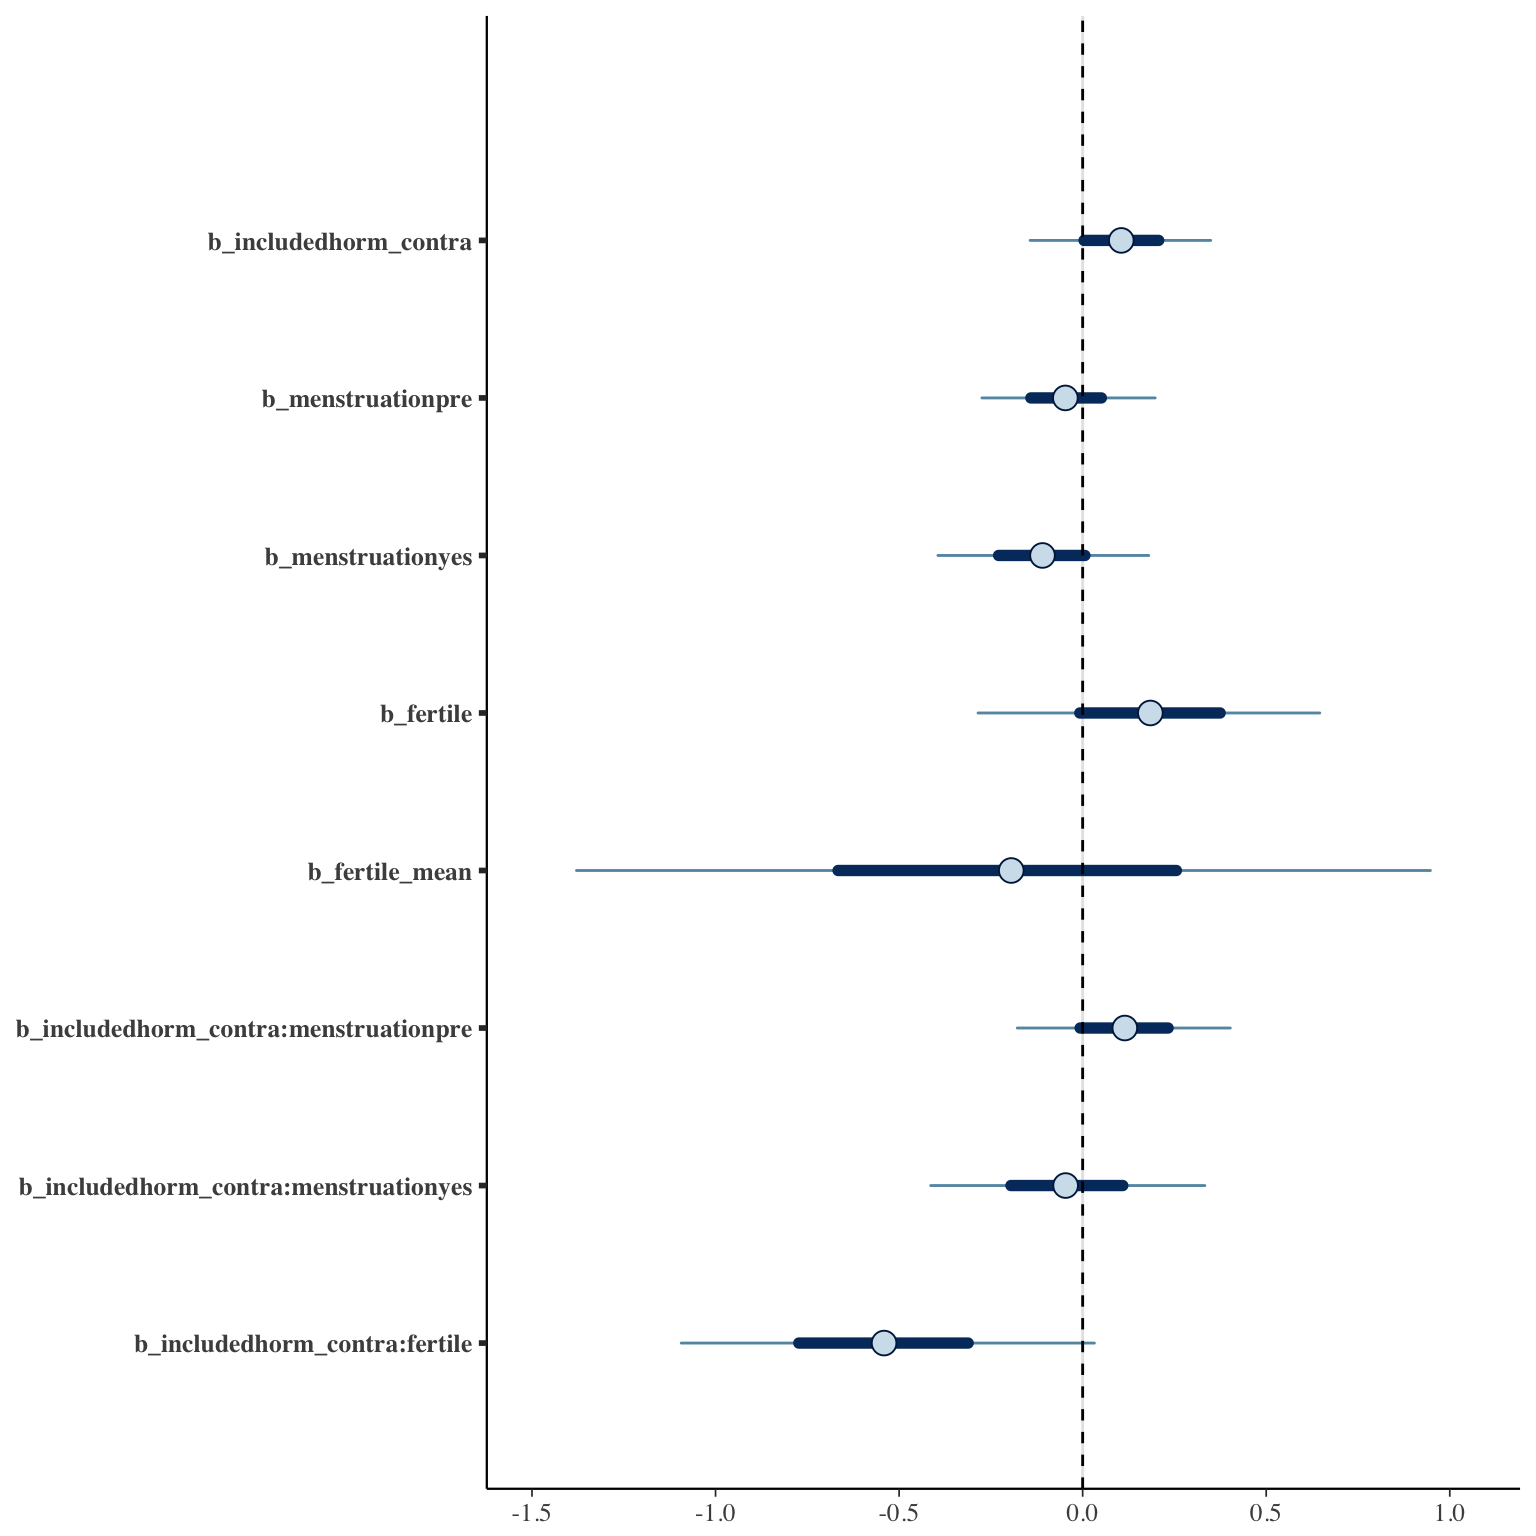 b_includedhorm_contra
b_menstruationpre
b_menstruationyes
b_fertile
b_fertile_mean
b_includedhorm_contra:menstruationpre
b_includedhorm_contra:menstruationyes
b_includedhorm_contra:fertile
-1.5 -1.0 -0.5 0.0 0.5 1.0